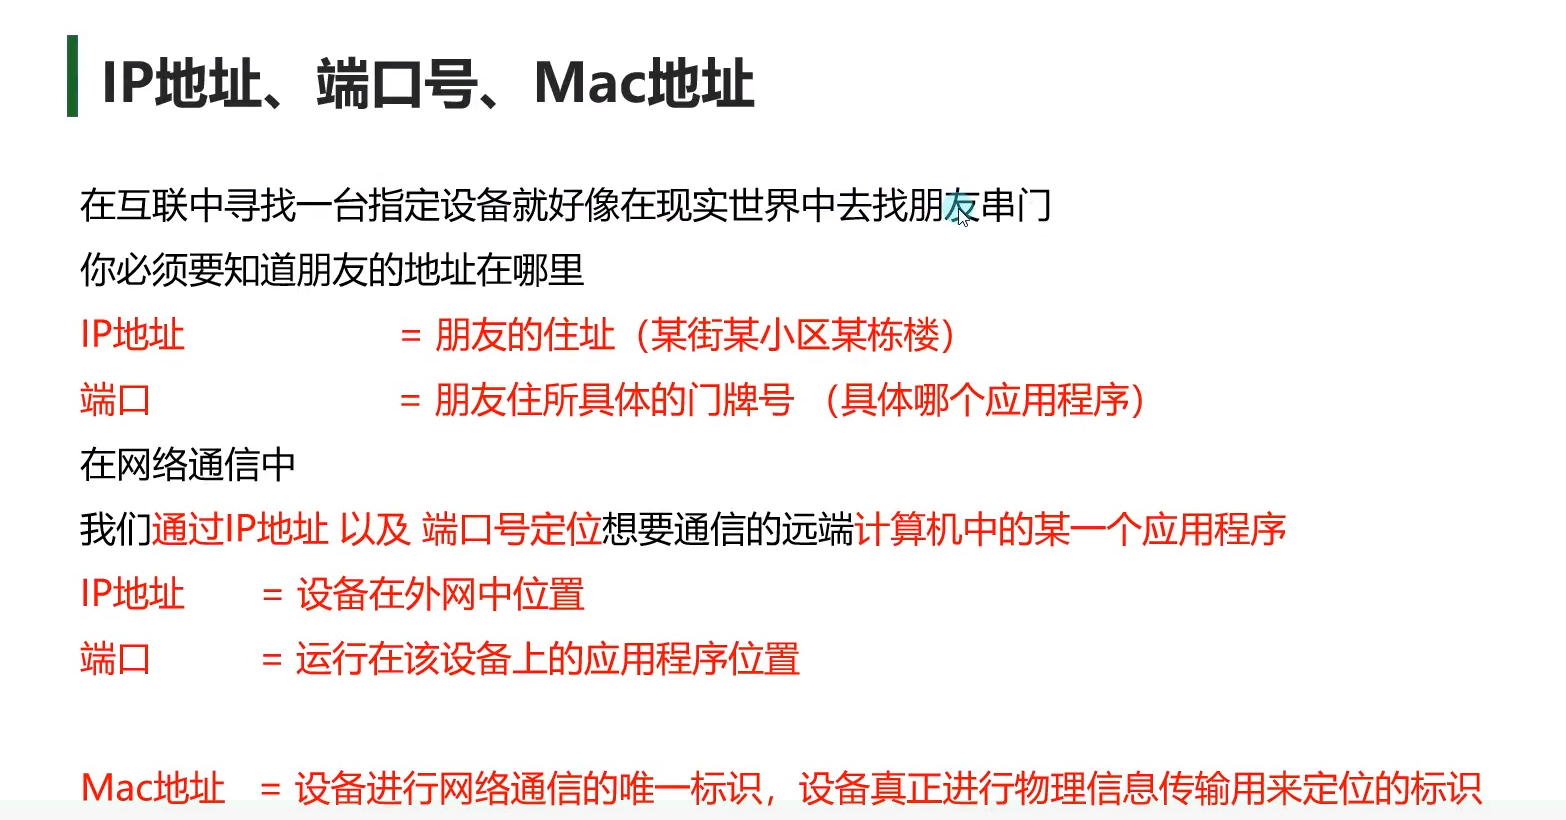 IP地址、端口号、Mac地址
在互联中寻找一台指定设备就好像在现实世界中去找朋友串门
你必须要知道朋友的地址在哪里
IP地址 = 朋友的住址（某街某小区某栋楼）
端口 = 朋友住所具体的门牌号 （具体哪个应用程序）
在网络通信中
我们通过IP地址 以及 端口号定位想要通信的远端计算机中的某一个应用程序
IP地址 = 设备在外网中位置
端口 = 运行在该设备上的应用程序位置
Mac地址 = 设备进行网络通信的唯一标识，设备真正进行物理信息传输用来定位的标识